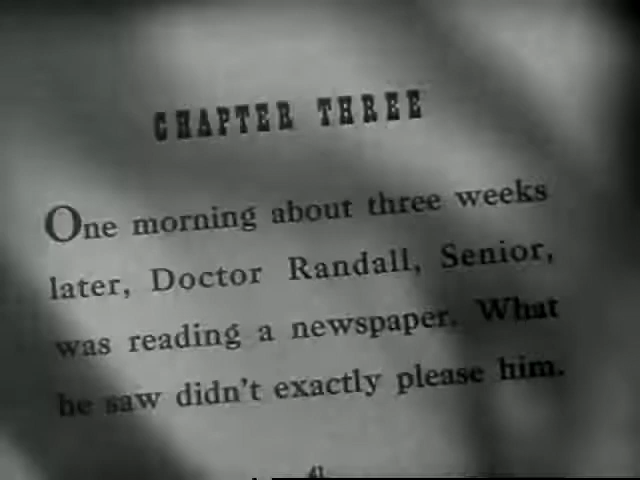 CHAPTER THREE
One morning about three weeks
later, Doctor Randall, Senior,
was reading a newspaper. What
he saw didn't exactly please him.
41